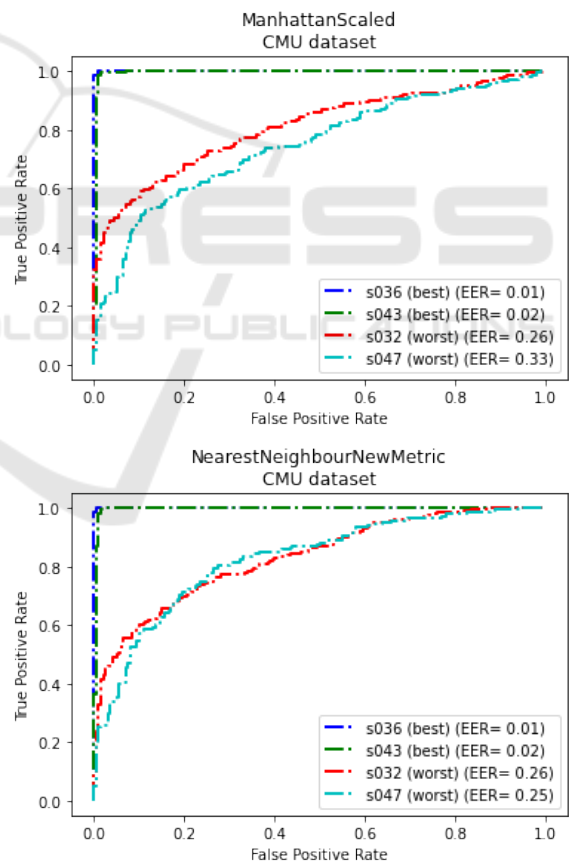 ManhattanScaled
CMU dataset
True Positive Rate
1.0
0.8
0.6
0.4
0.2
0.0
s036 (best) (EER= 0.01)
s043 (best) (EER= 0.02)
s032 (worst) (EER= 0.26)
s047 (worst) (EER= 0.33)
0.0 0.2 0.4 0.6 0.8 1.0
False Positive Rate
NearestNeighbourNewMetric
CMU dataset
True Positive Rate
1.0
0.8
0.6
0.4
0.2
0.0
s036 (best) (EER= 0.01)
s043 (best) (EER= 0.02)
s032 (worst) (EER= 0.26)
s047 (worst) (EER= 0.25)
0.0 0.2 0.4 0.6 0.8 1.0
False Positive Rate
PRESS
OLOGY PUBLICATIONS